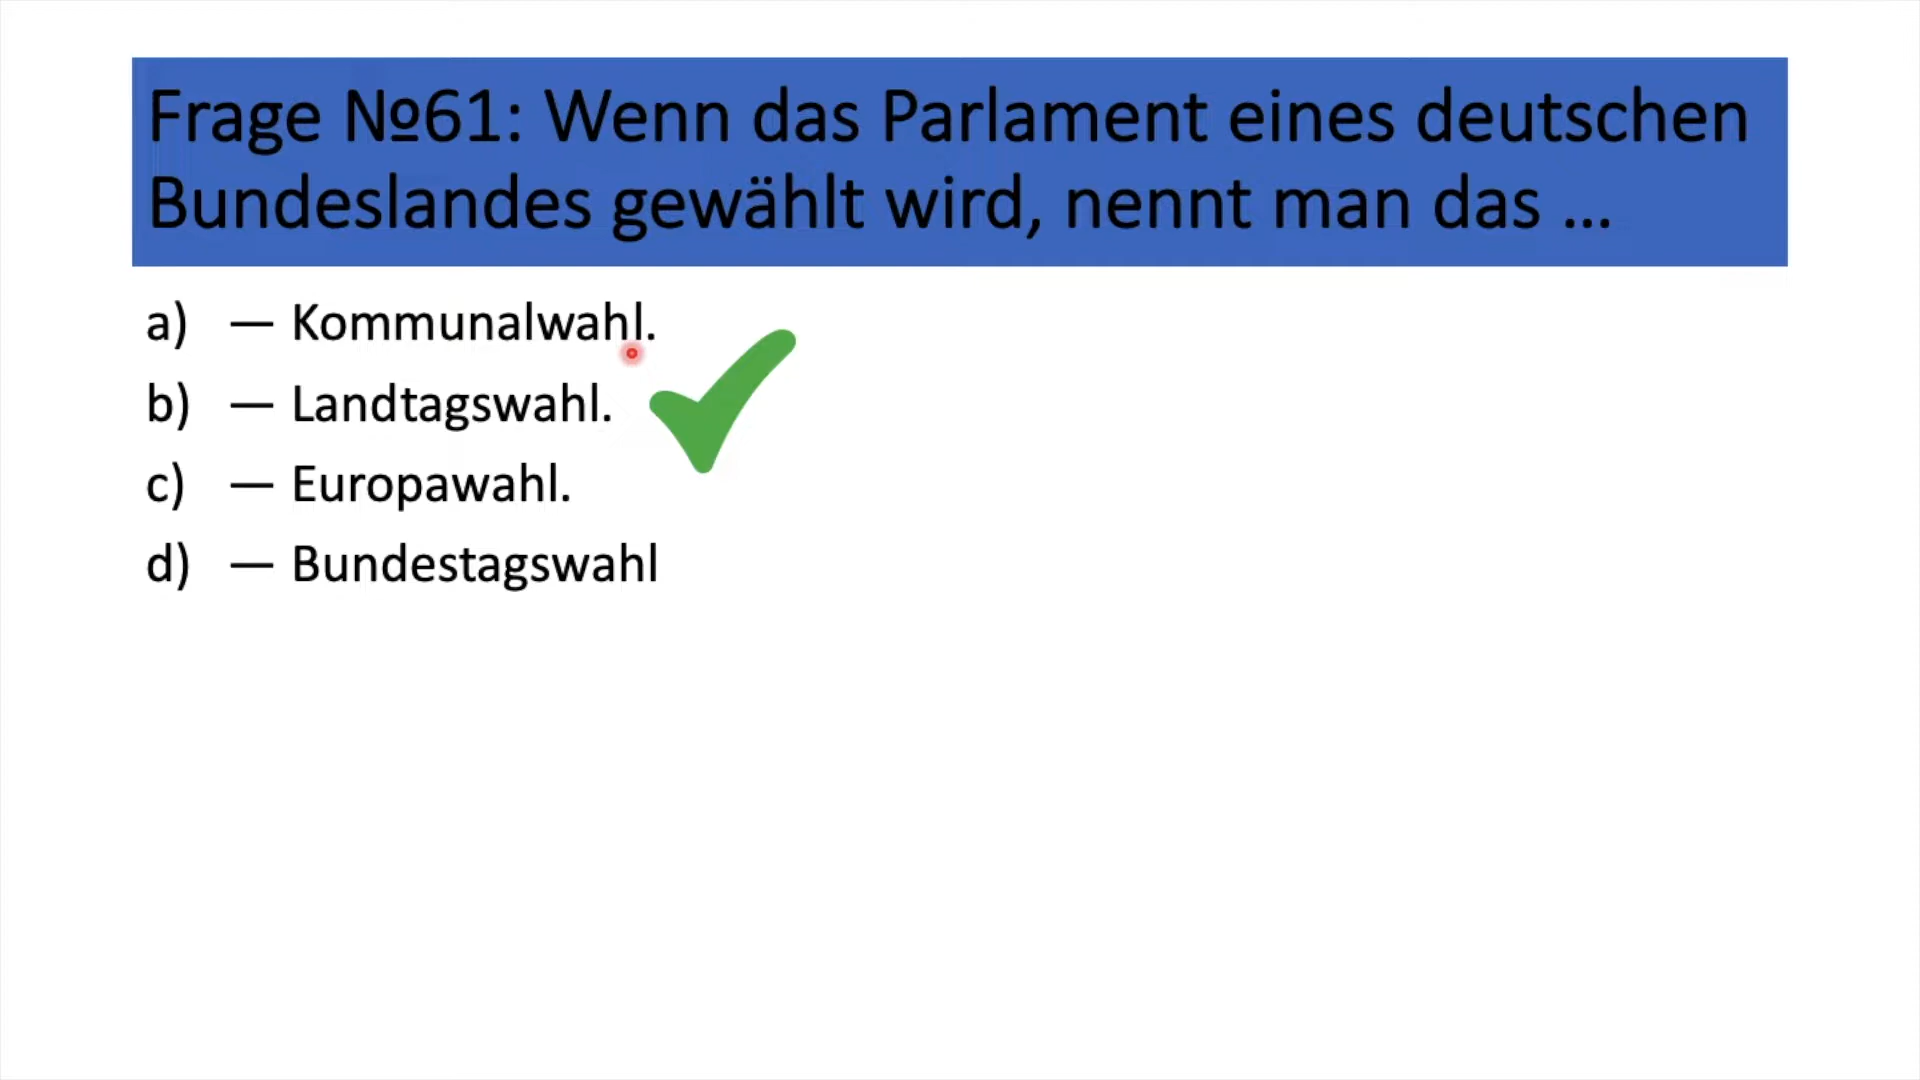 Frage №61: Wenn das Parlament eines deutschen
Bundeslandes gewählt wird, nennt man das ...
a) — Kommunalwahl.
b) — Landtagswahl.
c) — Europawahl.
d) — Bundestagswahl